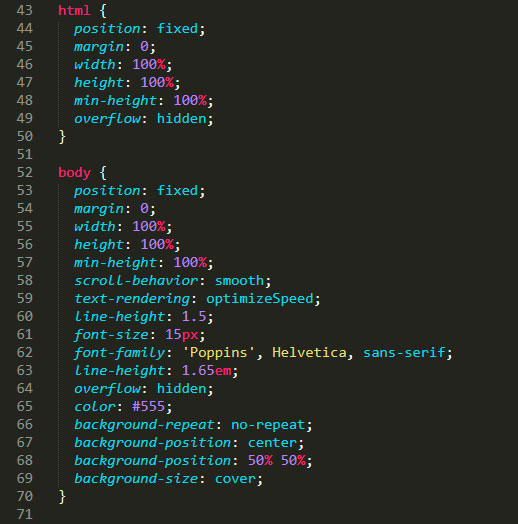 43 html {
44 position: fixed;
45 margin: 0;
46 width: 100%;
47 height: 100%;
48 min-height: 100%;
49 overflow: hidden;
50 }
51
52 body {
53 position: fixed;
54 margin: 0;
55 width: 100%;
56 height: 100%;
57 min-height: 100%;
58 scroll-behavior: smooth;
59 text-rendering: optimizeSpeed;
60 line-height: 1.5;
61 font-size: 15px;
62 font-family: 'Poppins', Helvetica, sans-serif;
63 line-height: 1.65em;
64 overflow: hidden;
65 color: #555;
66 background-repeat: no-repeat;
67 background-position: center;
68 background-position: 50% 50%;
69 background-size: cover;
70 }
71